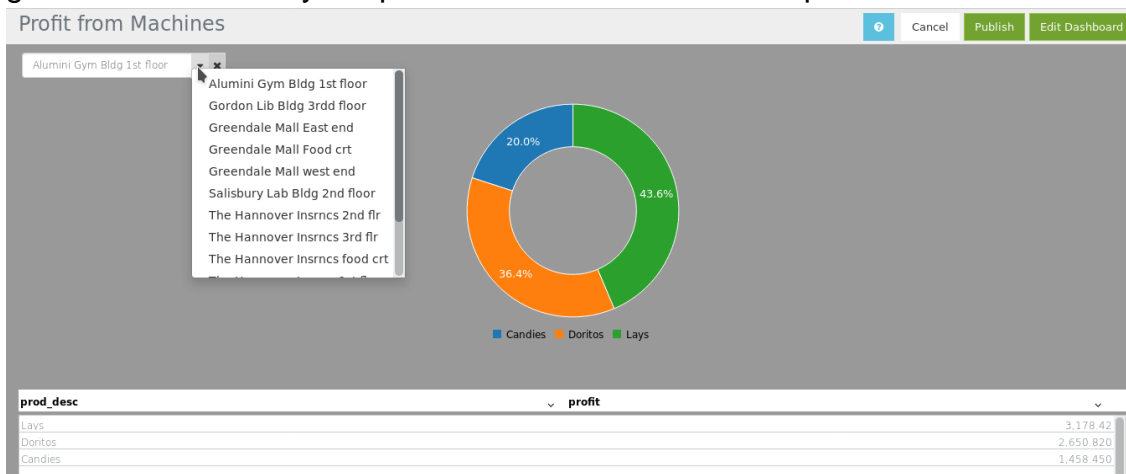 Profit from Machines
? Cancel Publish Edit Dashboard
Alumini Gym Bldg 1st floor
Alumini Gym Bldg 1st floor
Gordon Lib Bldg 3rdd floor
Greendale Mall East end
Greendale Mall Food crt
Greendale Mall west end
Salisbury Lab Bldg 2nd floor
The Hannover Insrncs 2nd flr
The Hannover Insrncs 3rd flr
The Hannover Insrncs food crt
20.0%
43.6%
36.4%
Candies Doritos Lays
prod_desc profit
Lays 3,178.42
Doritos 2,650.820
Candies 1,458.450